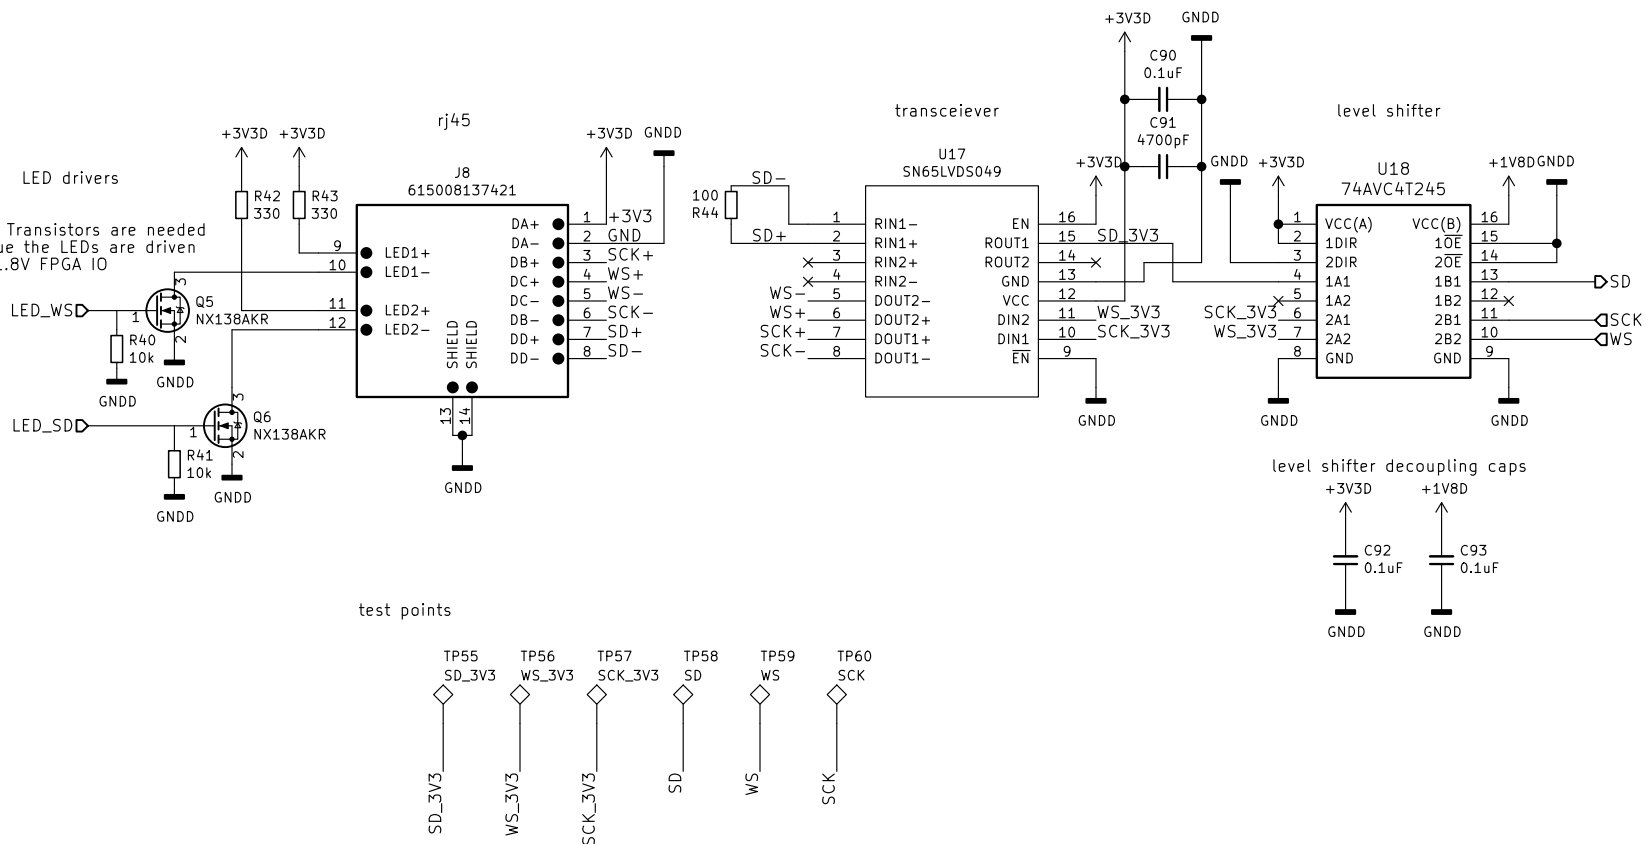 LED drivers
Transistors are needed
ue the LEDs are driven
.8V FPGA IO
+3V3D
+3V3D
R42
330
R43
330
LED_WS
1
3
2
Q5
NX138AKR
R40
10k
GNDD
GNDD
LED_SD
1
3
2
Q6
NX138AKR
R41
10k
GNDD
GNDD
rj45
J8
615008137421
9 LED1+
10 LED1-
11 LED2+
12 LED2-
DA+ 1 +3V3
DA- 2 GND
DB+ 3 SCK+
DC+ 4 WS+
DC- 5 WS-
DB- 6 SCK-
DD+ 7 SD+
DD- 8 SD-
SHIELD
SHIELD
13
14
GNDD
+3V3D
GNDD
transceiever
U17
SN65LVDS049
100
R44
SD-
SD+
1 RIN1-
2 RIN1+
3 RIN2+
4 RIN2-
WS- 5 DOUT2-
WS+ 6 DOUT2+
SCK+ 7 DOUT1+
SCK- 8 DOUT1-
EN 16
ROUT1 15 SD_3V3
ROUT2 14
GND 13
VCC 12
DIN2 11 WS_3V3
DIN1 10 SCK_3V3
EN 9
+3V3D
GNDD
+3V3D
GNDD
C90
0.1uF
C91
4700pF
level shifter
U18
74AVC4T245
GNDD
+3V3D
+1V8D
GNDD
1 VCC(A)
2 1DIR
3 2DIR
4 1A1
5 1A2
SCK_3V3 6 2A1
WS_3V3 7 2A2
8 GND
VCC(B) 16
1OE 15
2OE 14
1B1 13 SD
1B2 12
2B1 11 SCK
2B2 10 WS
GND 9
GNDD
GNDD
level shifter decoupling caps
+3V3D
+1V8D
C92
0.1uF
C93
0.1uF
GNDD
GNDD
test points
TP55
SD_3V3
SD_3V3
TP56
WS_3V3
WS_3V3
TP57
SCK_3V3
SCK_3V3
TP58
SD
SD
TP59
WS
WS
TP60
SCK
SCK